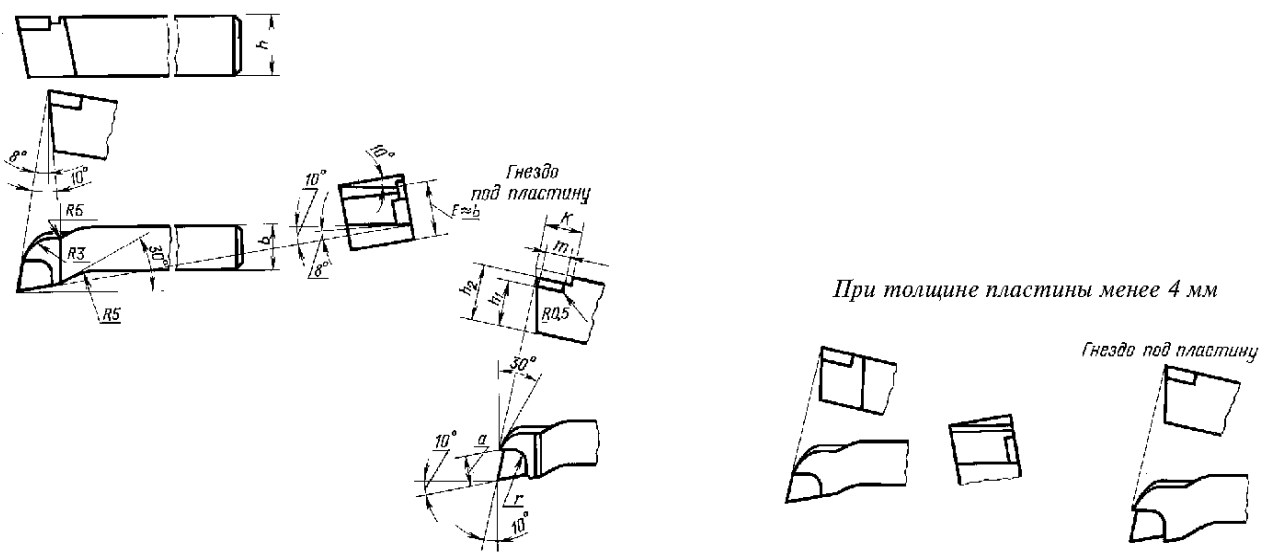 h
8°
10°
R5
R3
30°
b
R5
10°
8°
10°
E≈b
Гнездо
под пластину
K
m
h₂
h₁
R0,5
30°
10°
a
r
10°
При толщине пластины менее 4 мм
Гнездо под пластину